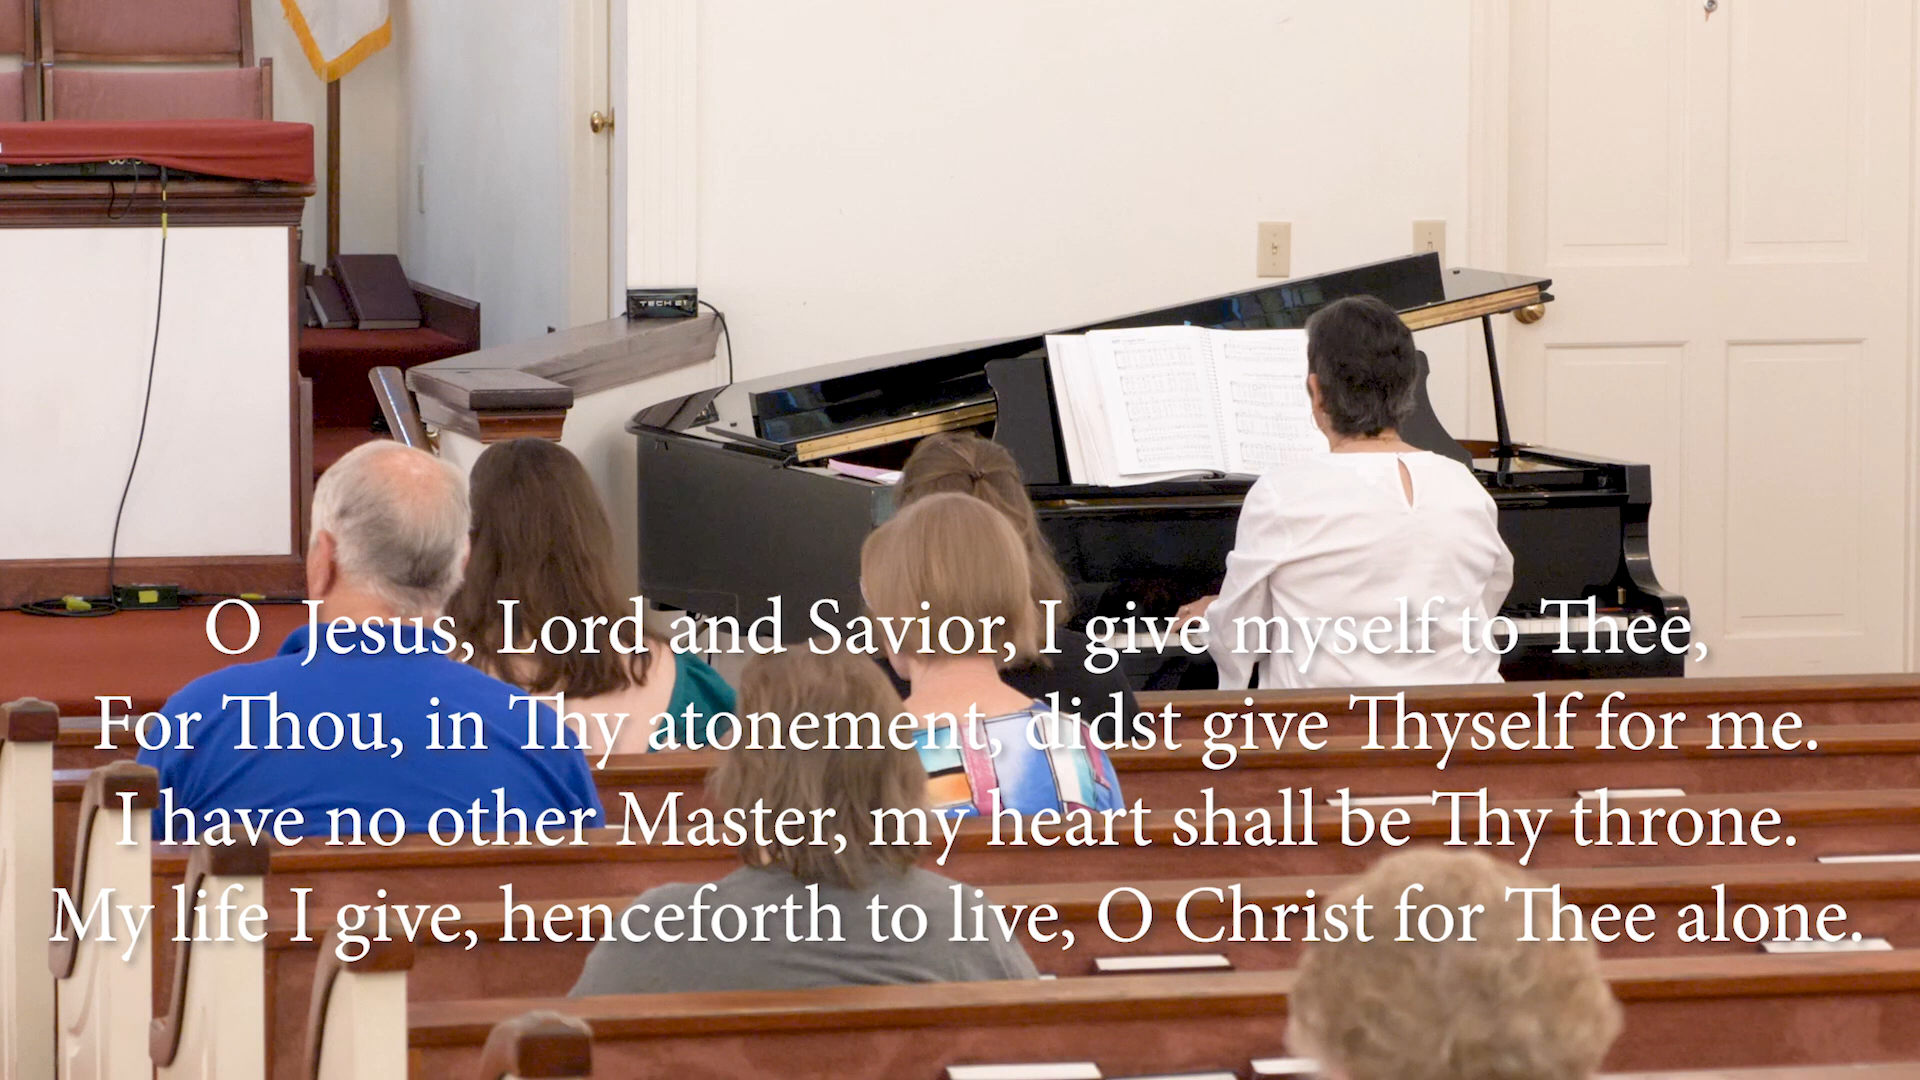 TECH 21
O Jesus, Lord and Savior, I give myself to Thee,
For Thou, in Thy atonement, didst give Thyself for me.
I have no other Master, my heart shall be Thy throne.
My life I give, henceforth to live, O Christ for Thee alone.